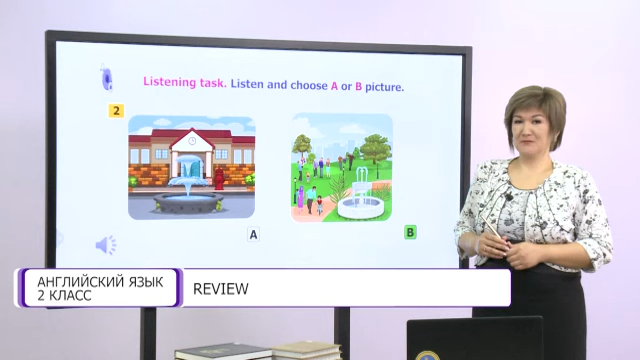 Listening task. Listen and choose A or B picture.
2
A
B
АНГЛИЙСКИЙ ЯЗЫК
2 КЛАСС
REVIEW